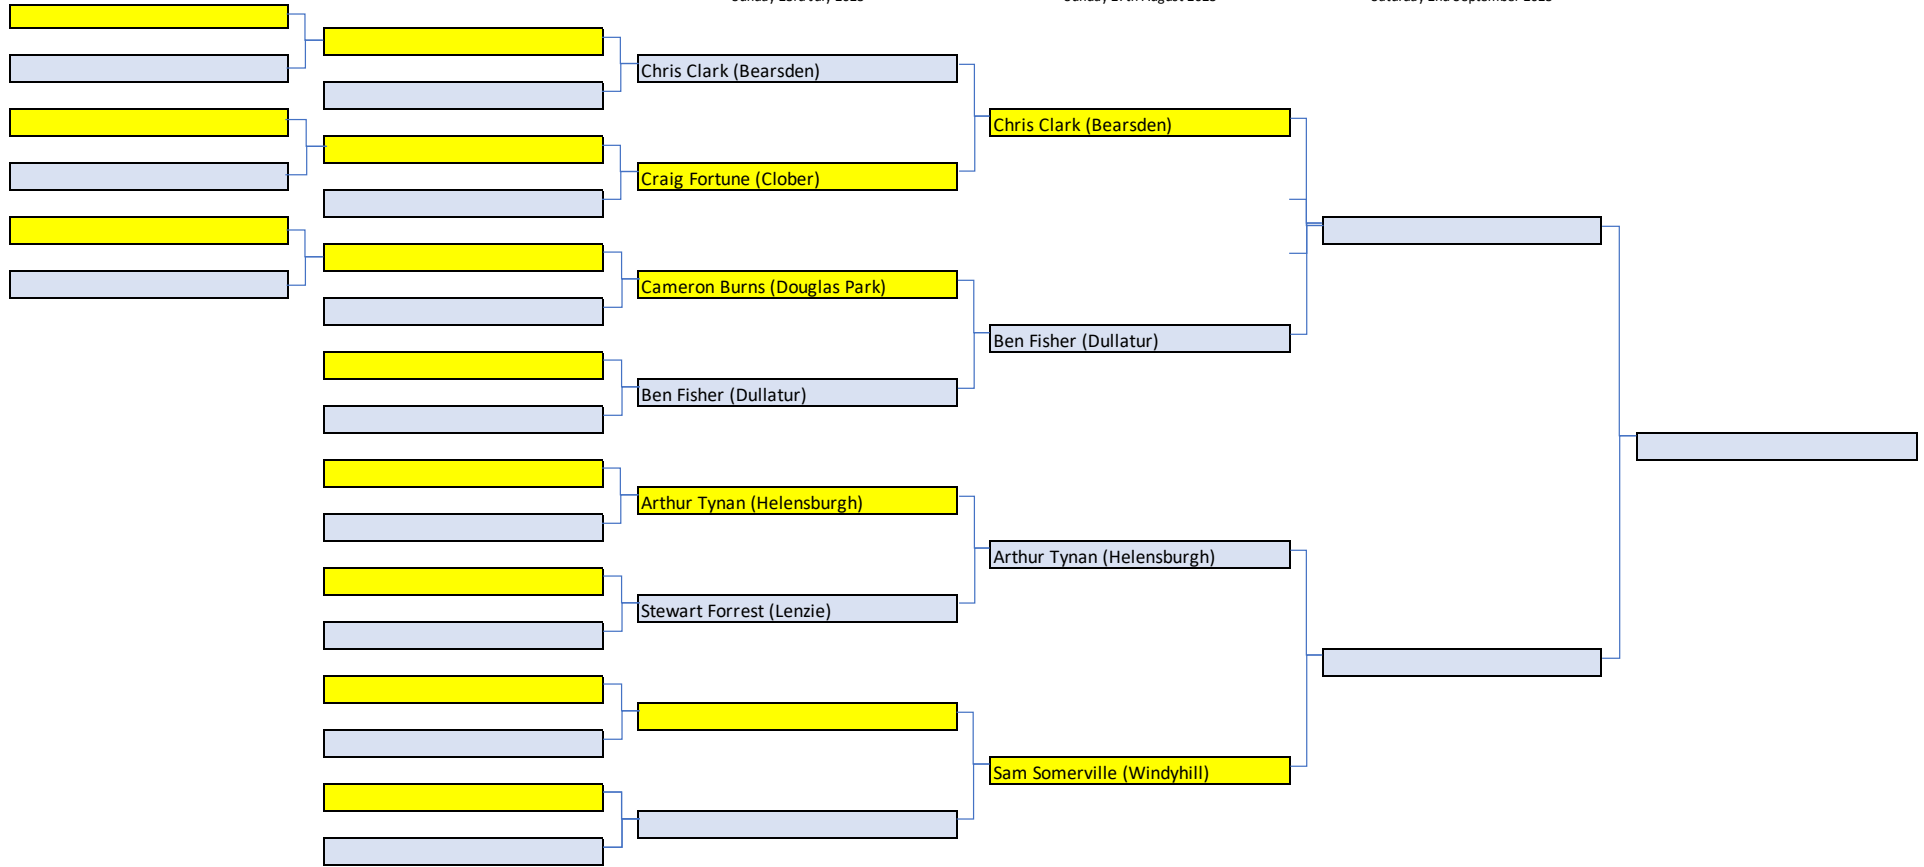 Chris Clark (Bearsden)
Chris Clark (Bearsden)
Craig Fortune (Clober)
Cameron Burns (Douglas Park)
Ben Fisher (Dullatur)
Ben Fisher (Dullatur)
Arthur Tynan (Helensburgh)
Arthur Tynan (Helensburgh)
Stewart Forrest (Lenzie)
Sam Somerville (Windyhill)